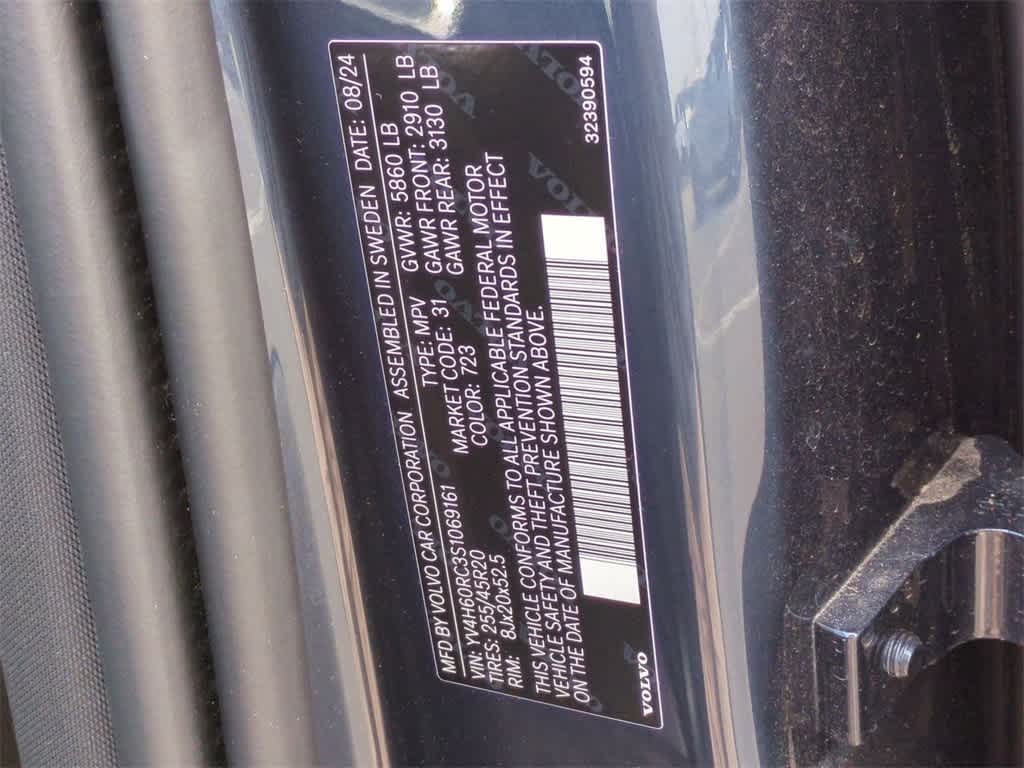 MFD BY VOLVO CAR CORPORATION ASSEMBLED IN SWEDEN DATE: 08/24
VIN: YV4H60RC3S1069161 TYPE: MPV GVWR: 5860 LB
TIRES: 255/45R20 MARKET CODE: 31 GAWR FRONT: 2910 LB
RIM: 8Jx20x52.5 COLOR: 723 GAWR REAR: 3130 LB
THIS VEHICLE CONFORMS TO ALL APPLICABLE FEDERAL MOTOR
VEHICLE SAFETY AND THEFT PREVENTION STANDARDS IN EFFECT
ON THE DATE OF MANUFACTURE SHOWN ABOVE.
VOLVO 32390594